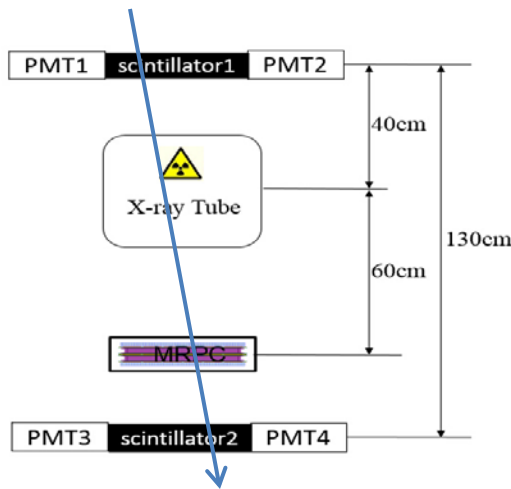 PMT1 scintillator1 PMT2
40cm
X-ray Tube
130cm
60cm
MRPC
PMT3 scintillator2 PMT4